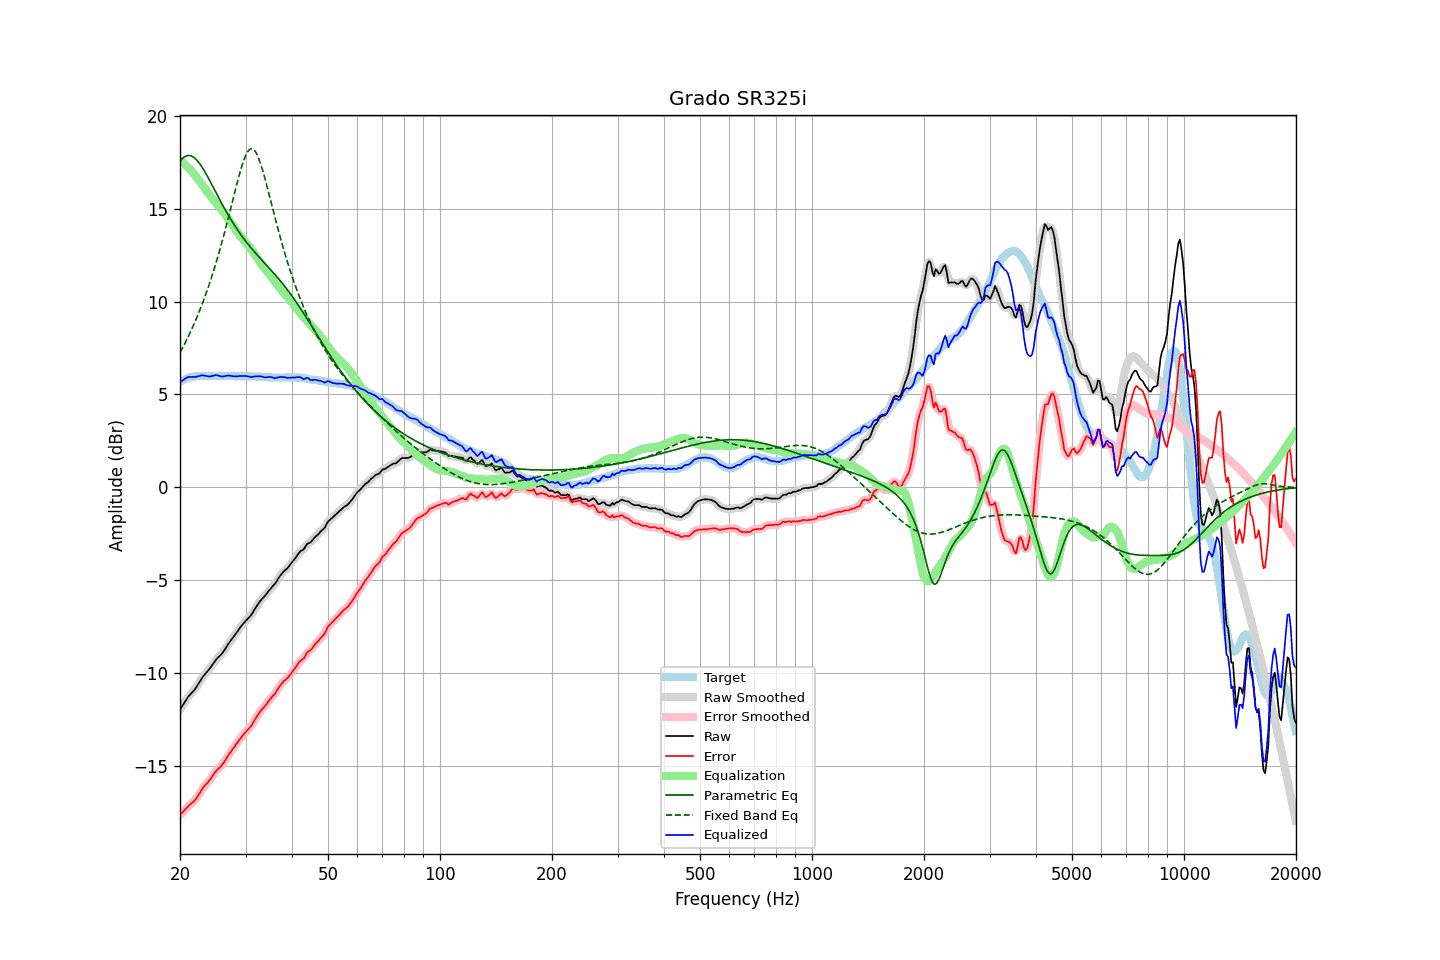 Grado SR325i
Amplitude (dBr)
20
15
10
5
0
−5
−10
−15
Target
Raw Smoothed
Error Smoothed
Raw
Error
Equalization
Parametric Eq
Fixed Band Eq
Equalized
20
50
100
200
500
1000
2000
5000
10000
20000
Frequency (Hz)